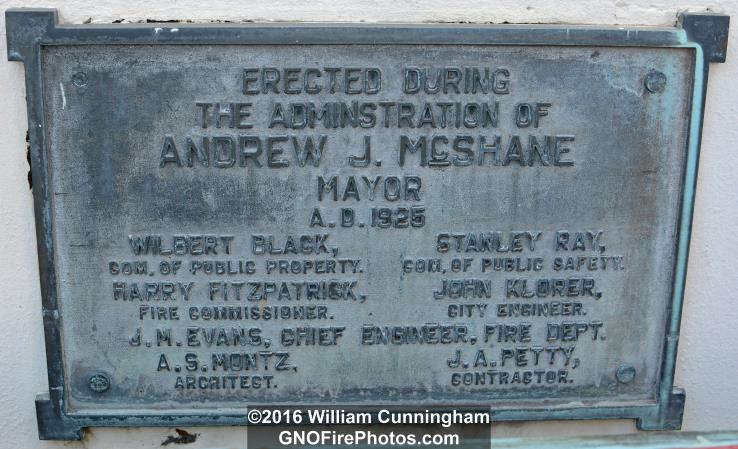 ERECTED DURING
THE ADMINSTRATION OF
ANDREW J. McSHANE
MAYOR
A.D. 1925
WILBERT BLACK, STANLEY RAY,
COM. OF PUBLIC PROPERTY. COM. OF PUBLIC SAFETY.
HARRY FITZPATRICK, JOHN KLORER,
FIRE COMMISSIONER. CITY ENGINEER.
J.M. EVANS, CHIEF ENGINEER, FIRE DEPT.
A.S. MONTZ, J.A. PETTY,
ARCHITECT. CONTRACTOR.
©2016 William Cunningham
GNOFirePhotos.com